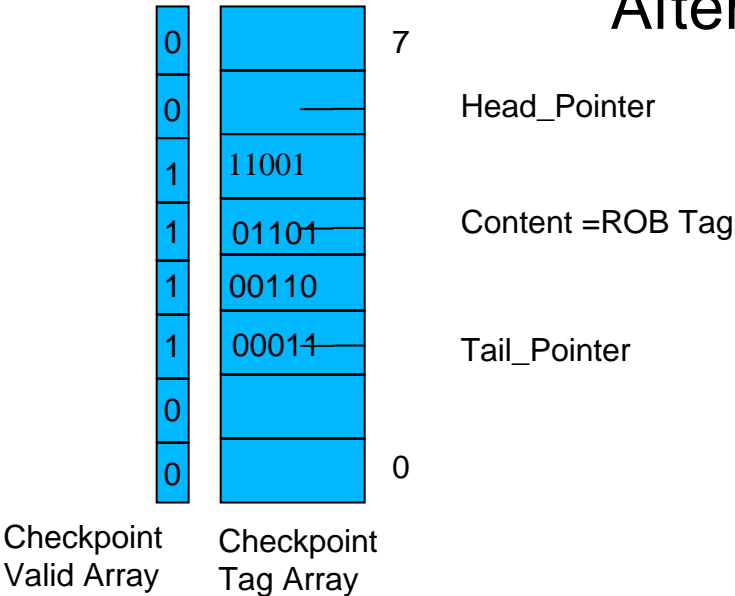 After
0 7
0 Head_Pointer
1 11001
1 01101 Content =ROB Tag
1 00110
1 00011 Tail_Pointer
0
0 0
Checkpoint Checkpoint
Valid Array Tag Array